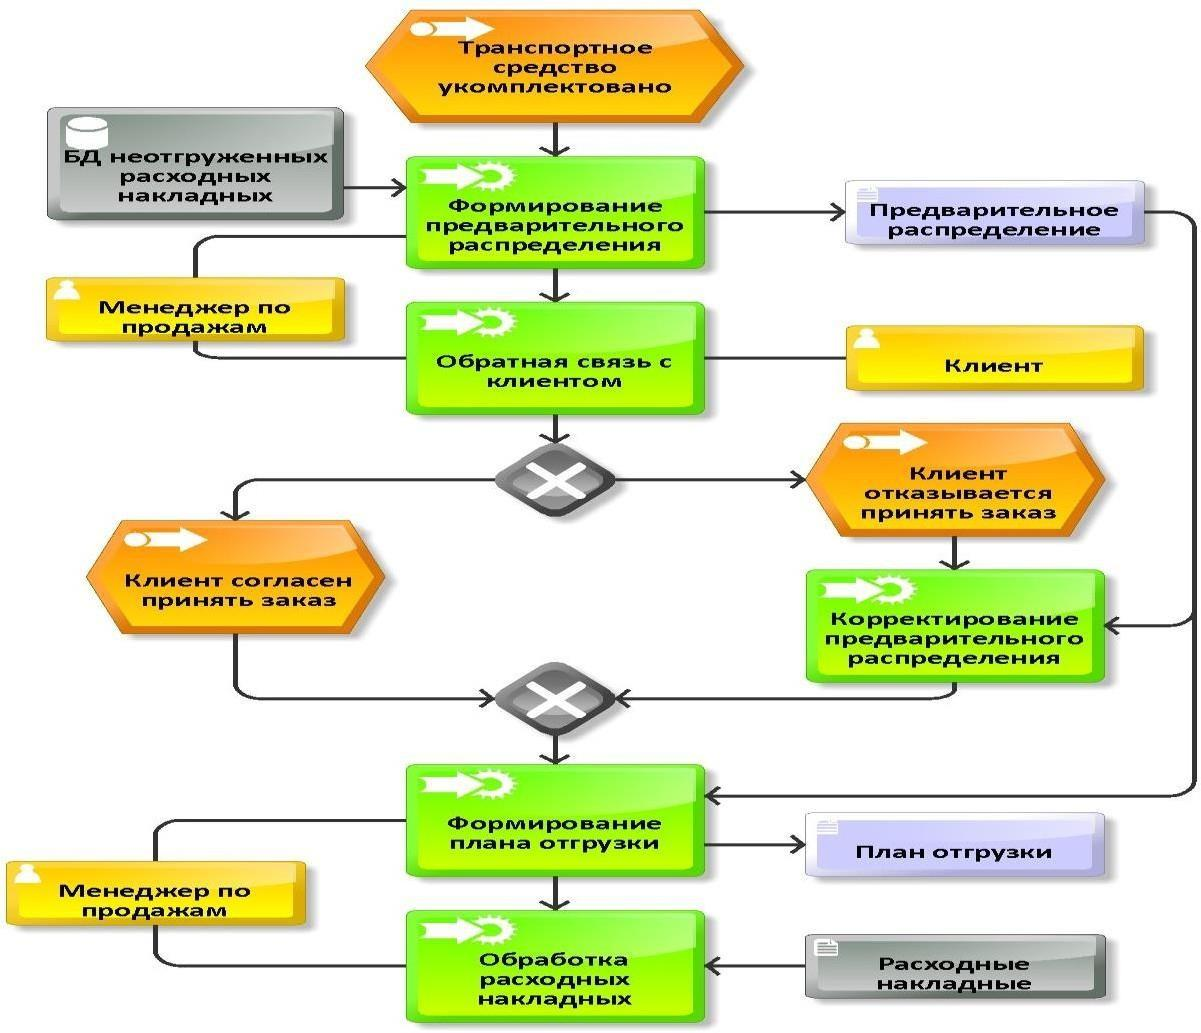 Транспортное
средство
укомплектовано
БД неотгруженных
расходных
накладных
Формирование
предварительного
распределения
Предварительное
распределение
Менеджер по
продажам
Обратная связь с
клиентом
Клиент
Клиент
отказывается
принять заказ
Клиент согласен
принять заказ
Корректирование
предварительного
распределения
Формирование
плана отгрузки
План отгрузки
Менеджер по
продажам
Обработка
расходных
накладных
Расходные
накладные